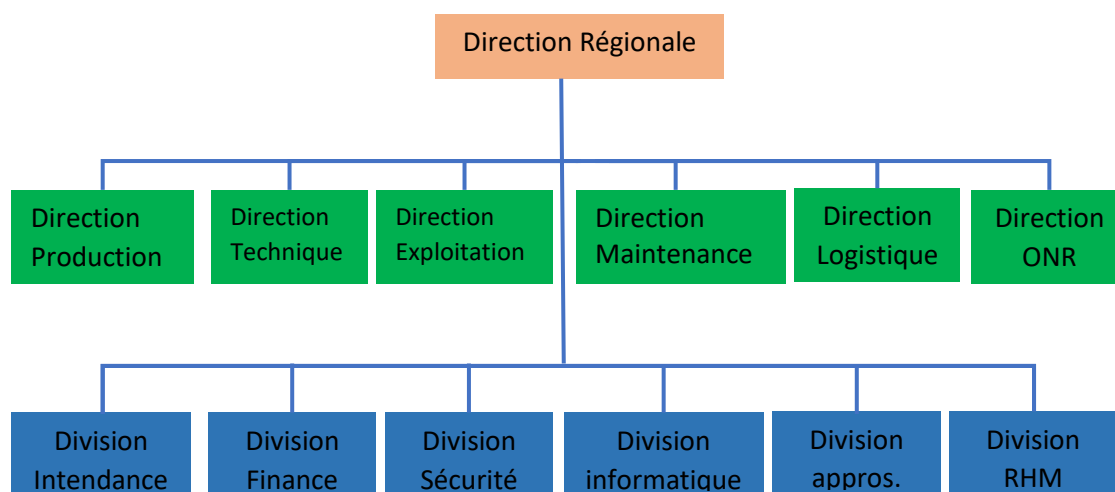 Direction Régionale
Direction
Production
Direction
Technique
Direction
Exploitation
Direction
Maintenance
Direction
Logistique
Direction
ONR
Division
Intendance
Division
Finance
Division
Sécurité
Division
informatique
Division
appros.
Division
RHM